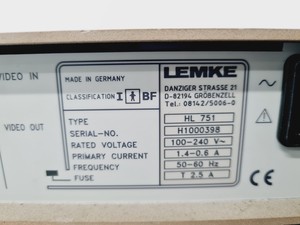 VIDEO IN
MADE IN GERMANY
CLASSIFICATION I BF
LEMKE
DANZIGER STRASSE 21
D-82194 GRÖBENZELL
Tel.: 08142/5006-0
VIDEO OUT
TYPE HL 751
SERIAL-NO. H1000398
RATED VOLTAGE 100-240 V~
PRIMARY CURRENT 1.4-0.6 A
FREQUENCY 50-60 Hz
FUSE T 2.5 A
CE